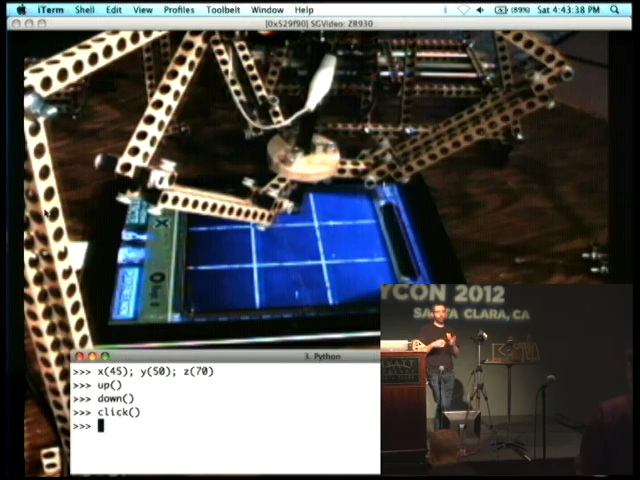 iTerm Shell Edit View Profiles Toolbelt Window Help (89%) Sat 4:43:38 PM
[0x529f90] SGVideo: ZR930
X
O
YCON 2012
SANTA CLARA, CA
3. Python
>>> x(45); y(50); z(70)
>>> up()
>>> down()
>>> click()
>>>